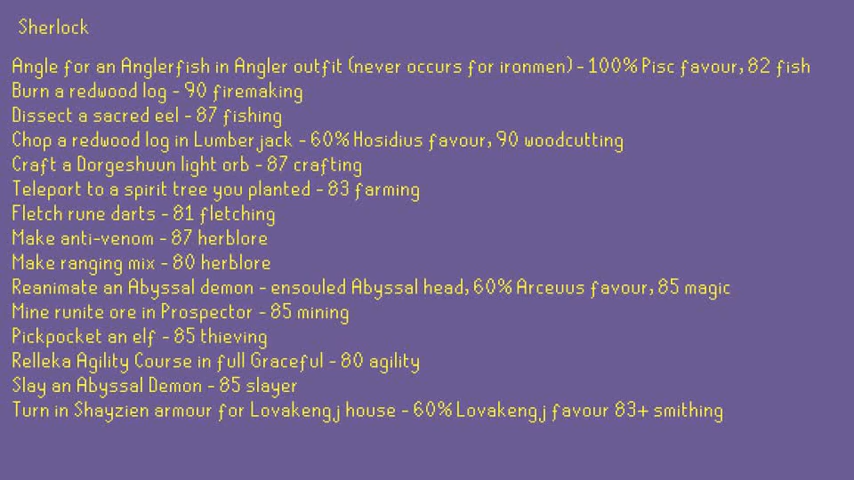 Sherlock
Angle for an Anglerfish in Angler outfit (never occurs for ironmen) - 100% Pisc favour, 82 fish
Burn a redwood log - 90 firemaking
Dissect a sacred eel - 87 fishing
Chop a redwood log in Lumberjack - 60% Hosidius favour, 90 woodcutting
Craft a Dorgeshuun light orb - 87 crafting
Teleport to a spirit tree you planted - 83 farming
Fletch rune darts - 81 fletching
Make anti-venom - 87 herblore
Make ranging mix - 80 herblore
Reanimate an Abyssal demon - ensouled Abyssal head, 60% Arceuus favour, 85 magic
Mine runite ore in Prospector - 85 mining
Pickpocket an elf - 85 thieving
Relleka Agility Course in full Graceful - 80 agility
Slay an Abyssal Demon - 85 slayer
Turn in Shayzien armour for Lovakengj house - 60% Lovakengj favour 83+ smithing